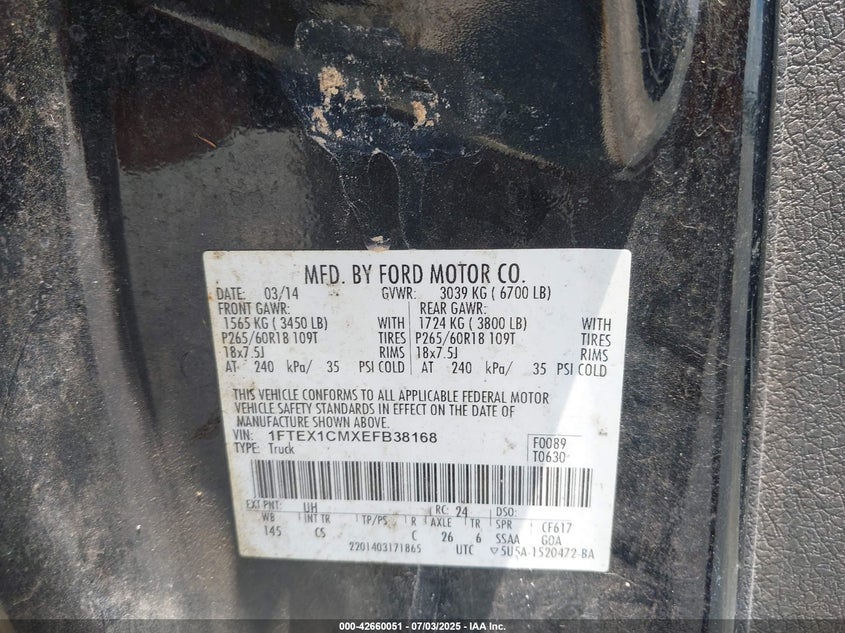 MFD. BY FORD MOTOR CO.
DATE: 03/14 GVWR: 3039 KG ( 6700 LB)
FRONT GAWR: REAR GAWR:
1565 KG ( 3450 LB) WITH 1724 KG ( 3800 LB) WITH
P265/60R18 109T TIRES P265/60R18 109T TIRES
18x7.5J RIMS 18x7.5J RIMS
AT 240 kPa/ 35 PSI COLD AT 240 kPa/ 35 PSI COLD
THIS VEHICLE CONFORMS TO ALL APPLICABLE FEDERAL MOTOR
VEHICLE SAFETY STANDARDS IN EFFECT ON THE DATE OF
MANUFACTURE SHOWN ABOVE.
VIN: 1FTEX1CMXEFB38168 F0089
TYPE: Truck T0630
EXT PNT: UH RC: 24 DSO:
WB INT TR TP/PS R AXLE TR SPR CF617
145 CS C 26 6 SSAA GOA
2201403171865 UTC ▽5U5A-1520472-BA
000-42660051 - 07/03/2025 - IAA Inc.